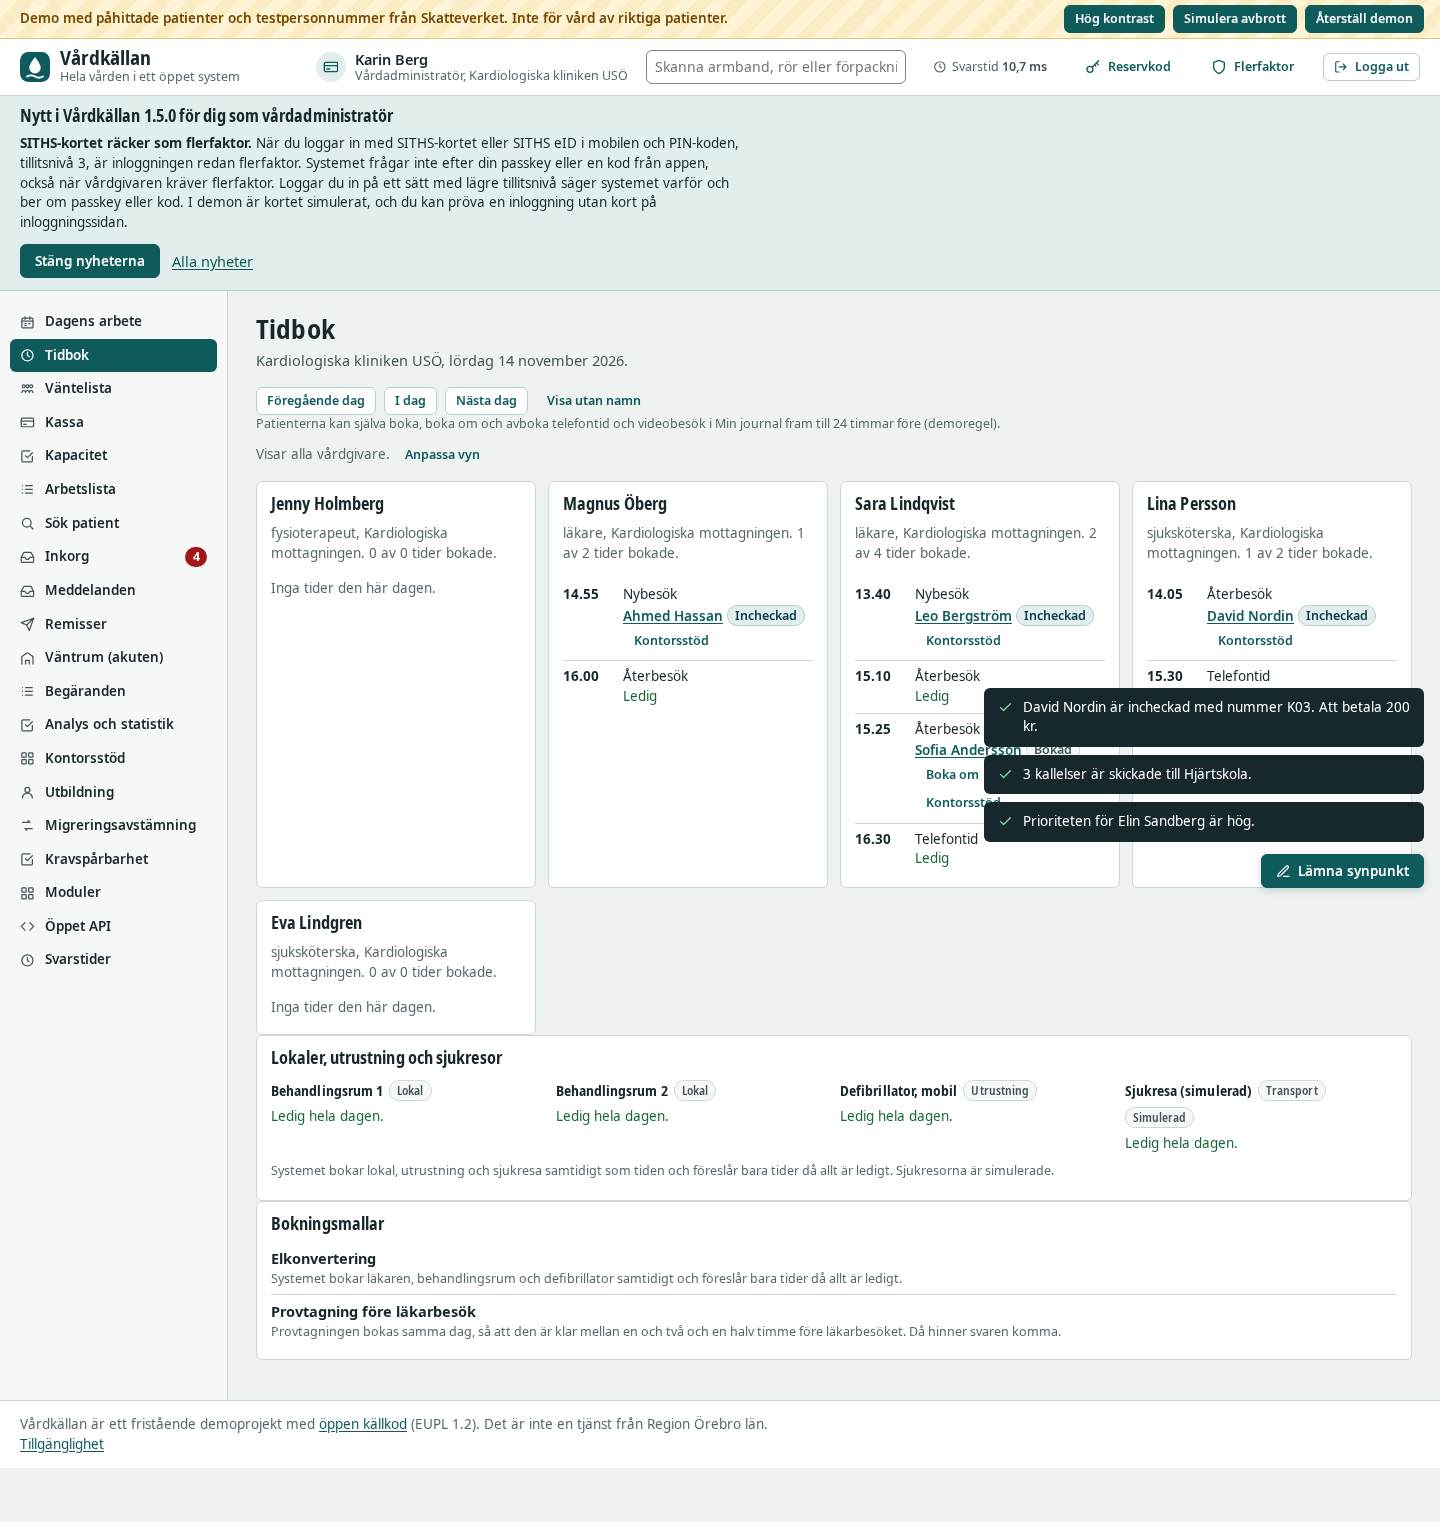 Demo med påhittade patienter och testpersonnummer från Skatteverket. Inte för vård av riktiga patienter.
Hög kontrast
Simulera avbrott
Återställ demon
Vårdkällan
Hela vården i ett öppet system
Karin Berg
Vårdadministratör, Kardiologiska kliniken USÖ
Skanna armband, rör eller förpackni
Svarstid 10,7 ms
Reservkod
Flerfaktor
Logga ut
Nytt i Vårdkällan 1.5.0 för dig som vårdadministratör
SITHS-kortet räcker som flerfaktor. När du loggar in med SITHS-kortet eller SITHS eID i mobilen och PIN-koden,
tillitsnivå 3, är inloggningen redan flerfaktor. Systemet frågar inte efter din passkey eller en kod från appen,
också när vårdgivaren kräver flerfaktor. Loggar du in på ett sätt med lägre tillitsnivå säger systemet varför och
ber om passkey eller kod. I demon är kortet simulerat, och du kan pröva en inloggning utan kort på
inloggningssidan.
Stäng nyheterna
Alla nyheter
Dagens arbete
Tidbok
Väntelista
Kassa
Kapacitet
Arbetslista
Sök patient
Inkorg
4
Meddelanden
Remisser
Väntrum (akuten)
Begäranden
Analys och statistik
Kontorsstöd
Utbildning
Migreringsavstämning
Kravspårbarhet
Moduler
Öppet API
Svarstider
Tidbok
Kardiologiska kliniken USÖ, lördag 14 november 2026.
Föregående dag
I dag
Nästa dag
Visa utan namn
Patienterna kan själva boka, boka om och avboka telefontid och videobesök i Min journal fram till 24 timmar före (demoregel).
Visar alla vårdgivare.
Anpassa vyn
Jenny Holmberg
fysioterapeut, Kardiologiska
mottagningen. 0 av 0 tider bokade.
Inga tider den här dagen.
Magnus Öberg
läkare, Kardiologiska mottagningen. 1
av 2 tider bokade.
14.55
Nybesök
Ahmed Hassan
Incheckad
Kontorsstöd
16.00
Återbesök
Ledig
Sara Lindqvist
läkare, Kardiologiska mottagningen. 2
av 4 tider bokade.
13.40
Nybesök
Leo Bergström
Incheckad
Kontorsstöd
15.10
Återbesök
Ledig
15.25
Återbesök
Sofia Andersson
Bokad
Boka om
Kontorsstöd
16.30
Telefontid
Ledig
Lina Persson
sjuksköterska, Kardiologiska
mottagningen. 1 av 2 tider bokade.
14.05
Återbesök
David Nordin
Incheckad
Kontorsstöd
15.30
Telefontid
David Nordin är incheckad med nummer K03. Att betala 200
kr.
3 kallelser är skickade till Hjärtskola.
Prioriteten för Elin Sandberg är hög.
Lämna synpunkt
Eva Lindgren
sjuksköterska, Kardiologiska
mottagningen. 0 av 0 tider bokade.
Inga tider den här dagen.
Lokaler, utrustning och sjukresor
Behandlingsrum 1
Lokal
Ledig hela dagen.
Behandlingsrum 2
Lokal
Ledig hela dagen.
Defibrillator, mobil
Utrustning
Ledig hela dagen.
Sjukresa (simulerad)
Transport
Simulerad
Ledig hela dagen.
Systemet bokar lokal, utrustning och sjukresa samtidigt som tiden och föreslår bara tider då allt är ledigt. Sjukresorna är simulerade.
Bokningsmallar
Elkonvertering
Systemet bokar läkaren, behandlingsrum och defibrillator samtidigt och föreslår bara tider då allt är ledigt.
Provtagning före läkarbesök
Provtagningen bokas samma dag, så att den är klar mellan en och två och en halv timme före läkarbesöket. Då hinner svaren komma.
Vårdkällan är ett fristående demoprojekt med öppen källkod (EUPL 1.2). Det är inte en tjänst från Region Örebro län.
Tillgänglighet